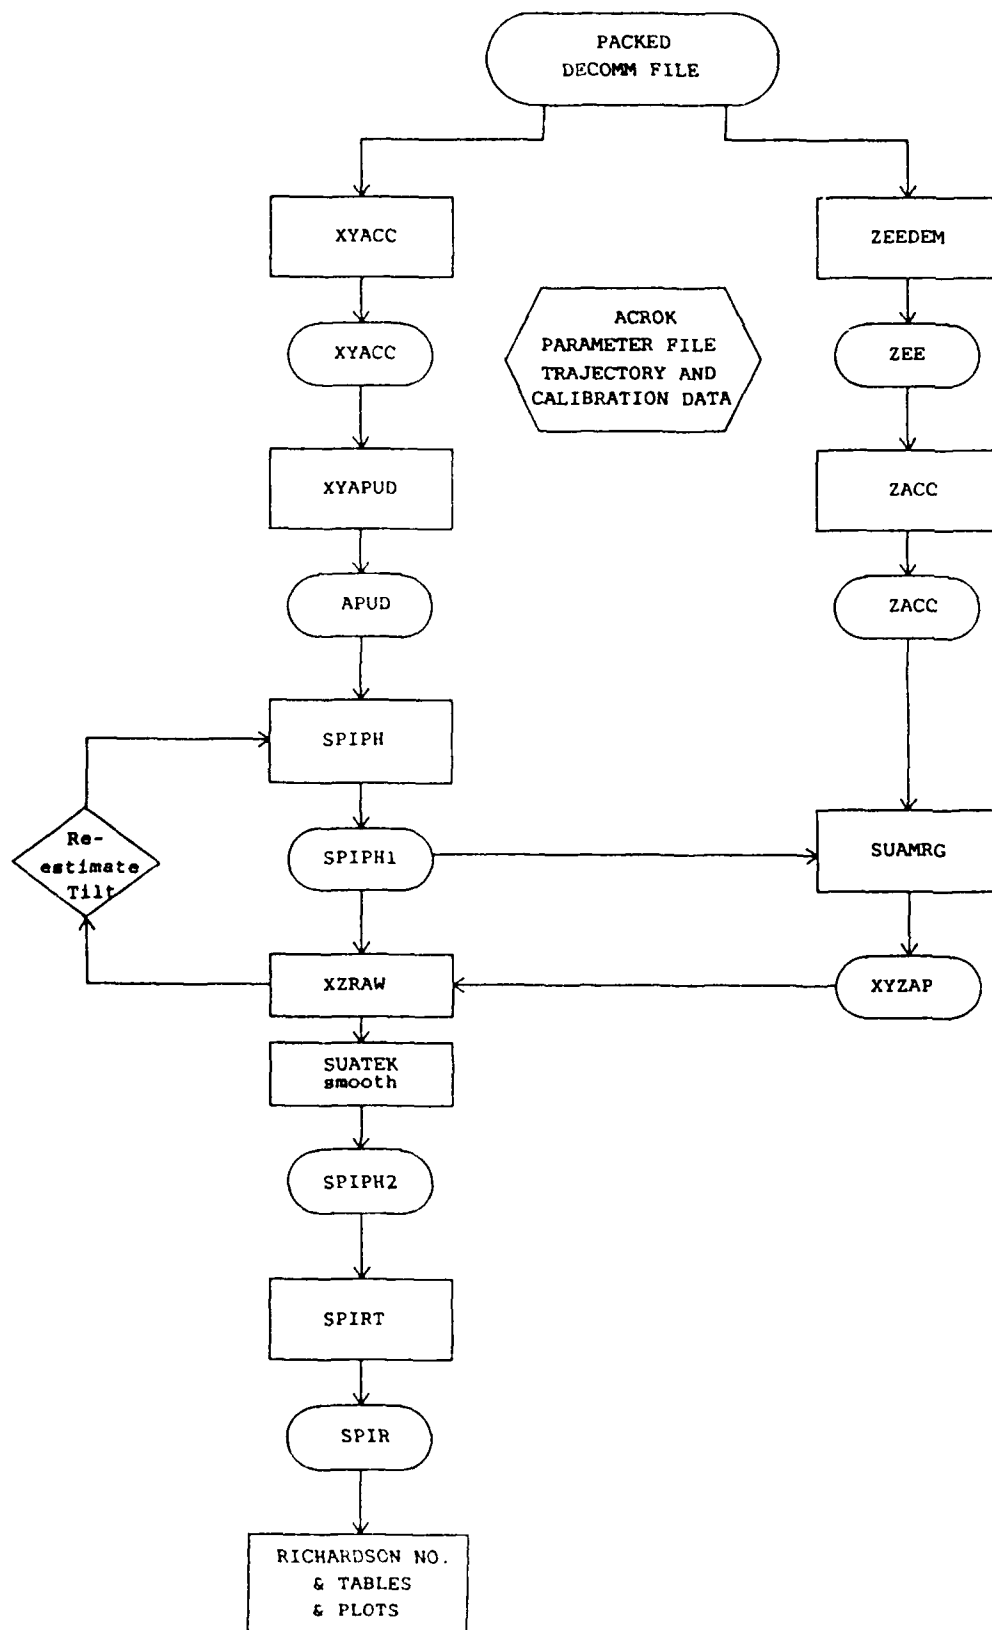 PACKED
DECOMM FILE
XYACC
ZEEDEM
ACROK
PARAMETER FILE
TRAJECTORY AND
CALIBRATION DATA
XYACC
ZEE
XYAPUD
ZACC
APUD
ZACC
SPIPH
Re-
estimate
Tilt
SPIPH1
SUAMRG
XZRAW
XYZAP
SUATEK
smooth
SPIPH2
SPIRT
SPIR
RICHARDSON NO.
& TABLES
& PLOTS